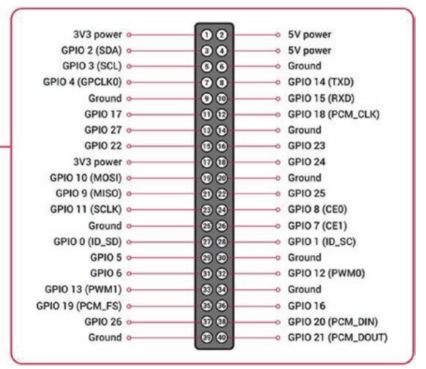 3V3 power 1 2 5V power
GPIO 2 (SDA) 3 4 5V power
GPIO 3 (SCL) 5 6 Ground
GPIO 4 (GPCLK0) 7 8 GPIO 14 (TXD)
Ground 9 10 GPIO 15 (RXD)
GPIO 17 11 12 GPIO 18 (PCM_CLK)
GPIO 27 13 14 Ground
GPIO 22 15 16 GPIO 23
3V3 power 17 18 GPIO 24
GPIO 10 (MOSI) 19 20 Ground
GPIO 9 (MISO) 21 22 GPIO 25
GPIO 11 (SCLK) 23 24 GPIO 8 (CE0)
Ground 25 26 GPIO 7 (CE1)
GPIO 0 (ID_SD) 27 28 GPIO 1 (ID_SC)
GPIO 5 29 30 Ground
GPIO 6 31 32 GPIO 12 (PWM0)
GPIO 13 (PWM1) 33 34 Ground
GPIO 19 (PCM_FS) 35 36 GPIO 16
GPIO 26 37 38 GPIO 20 (PCM_DIN)
Ground 39 40 GPIO 21 (PCM_DOUT)